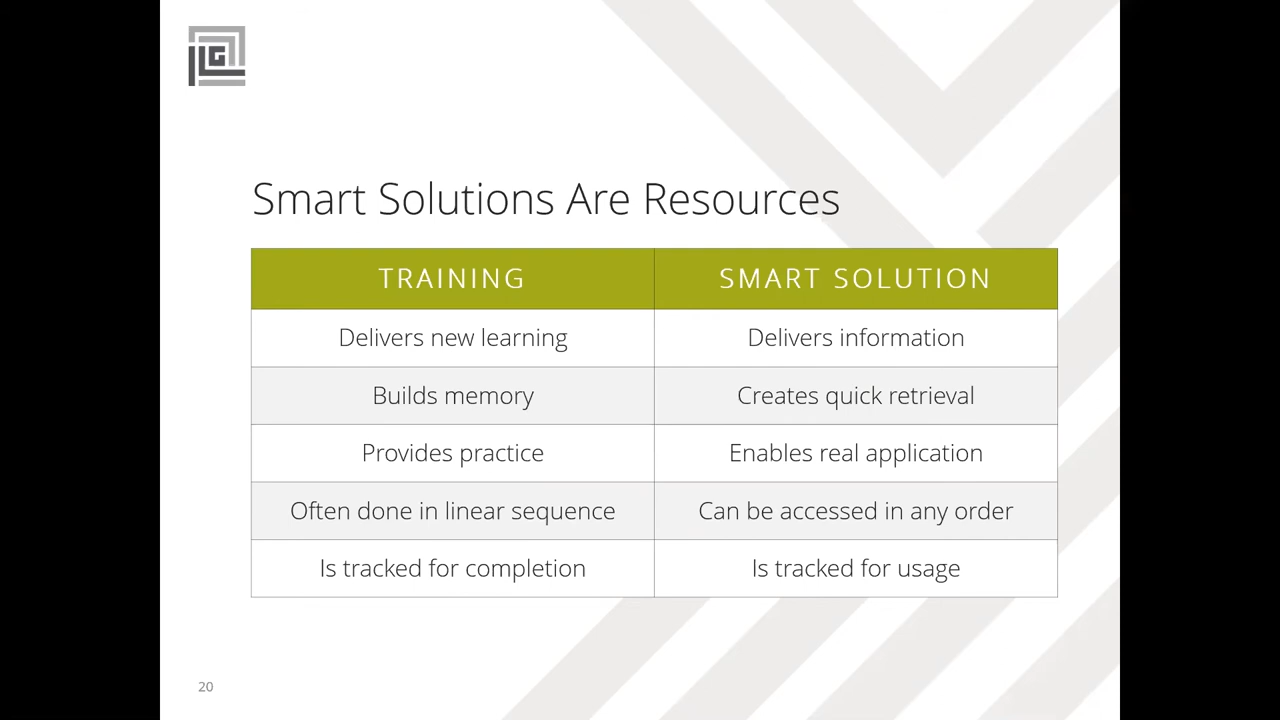 Smart Solutions Are Resources
TRAINING SMART SOLUTION
Delivers new learning Delivers information
Builds memory Creates quick retrieval
Provides practice Enables real application
Often done in linear sequence Can be accessed in any order
Is tracked for completion Is tracked for usage
20